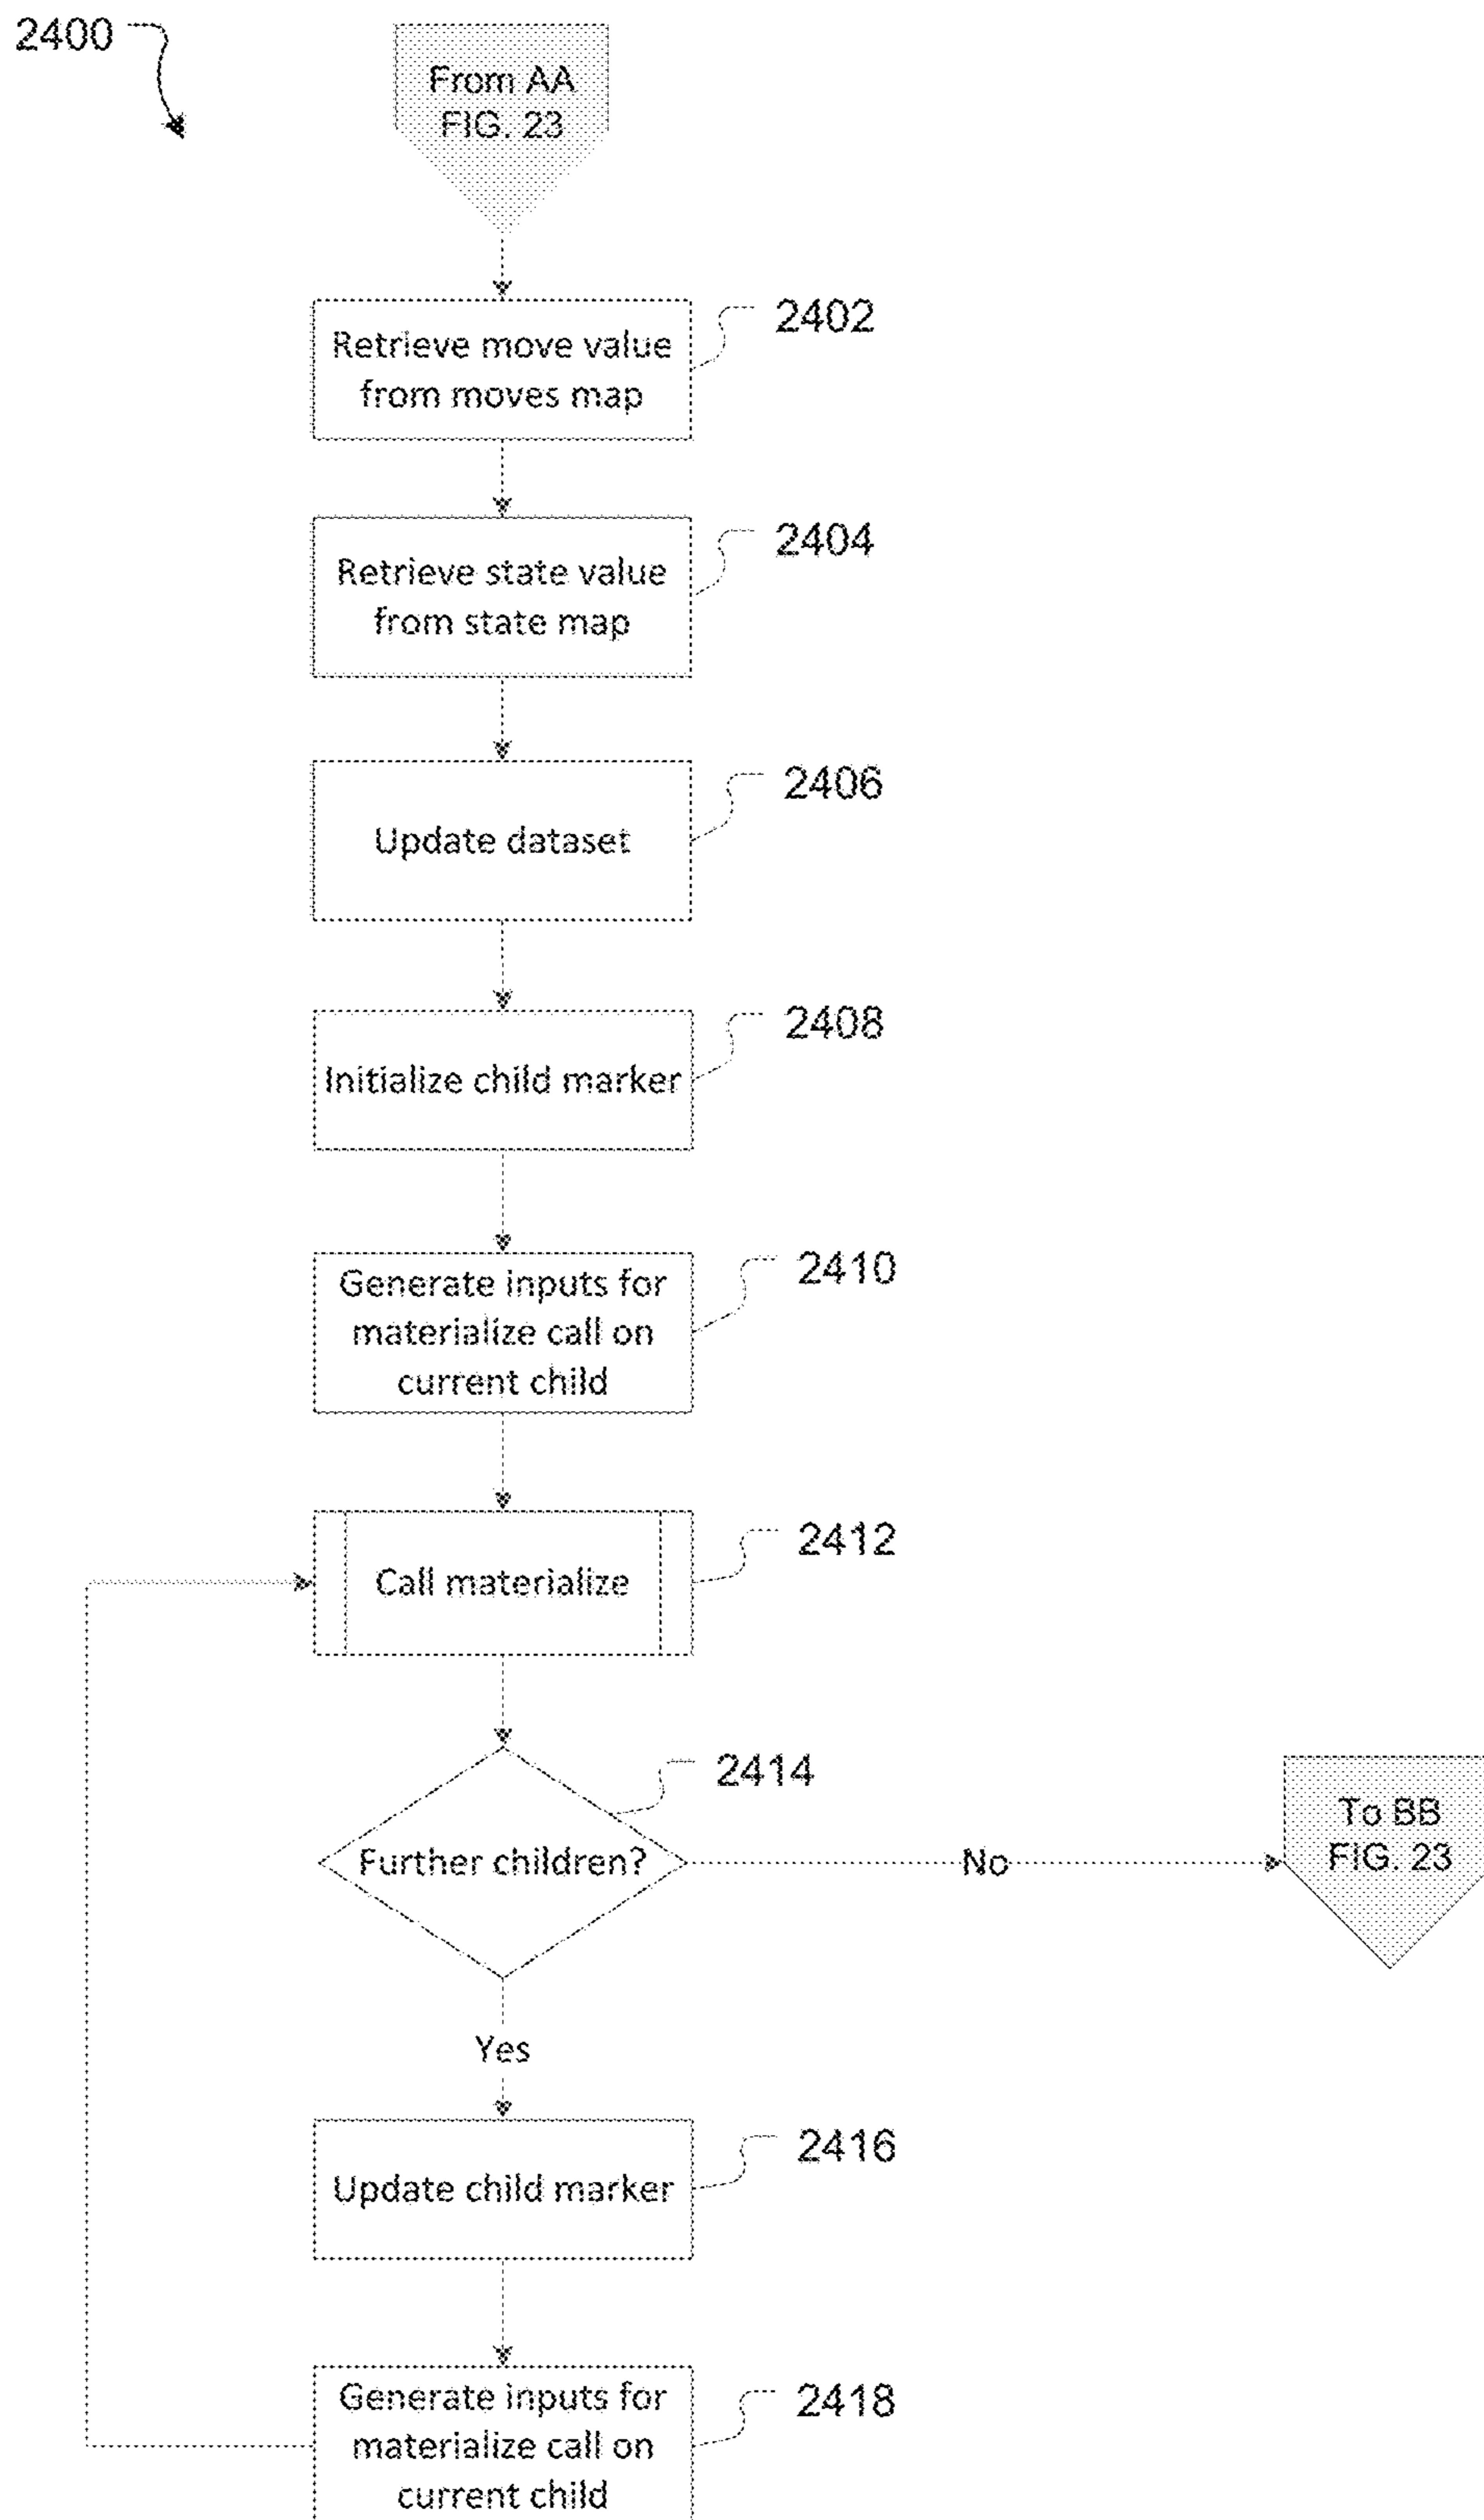 2400
From AA
FIG. 23
Retrieve move value
from moves map
2402
Retrieve state value
from state map
2404
Update dataset
2406
Initialize child marker
2408
Generate inputs for
materialize call on
current child
2410
Call materialize
2412
Further children?
2414
No
To BB
FIG. 23
Yes
Update child marker
2416
Generate inputs for
materialize call on
current child
2418